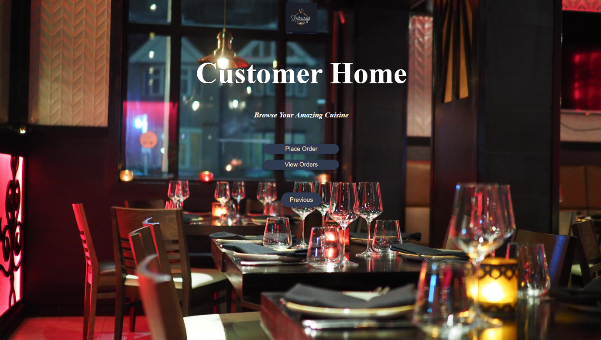 Customer Home
Browse Your Amazing Cuisine
Place Order
View Orders
Previous